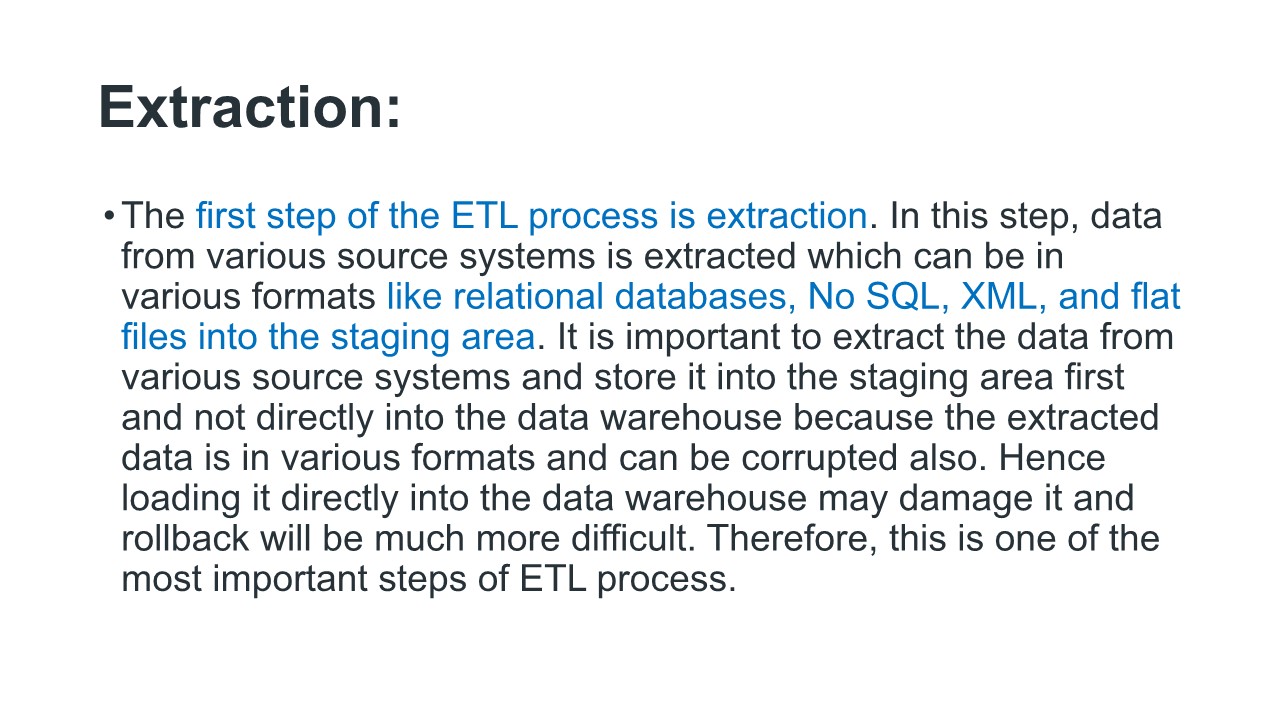 Extraction:
• The first step of the ETL process is extraction. In this step, data
from various source systems is extracted which can be in
various formats like relational databases, No SQL, XML, and flat
files into the staging area. It is important to extract the data from
various source systems and store it into the staging area first
and not directly into the data warehouse because the extracted
data is in various formats and can be corrupted also. Hence
loading it directly into the data warehouse may damage it and
rollback will be much more difficult. Therefore, this is one of the
most important steps of ETL process.